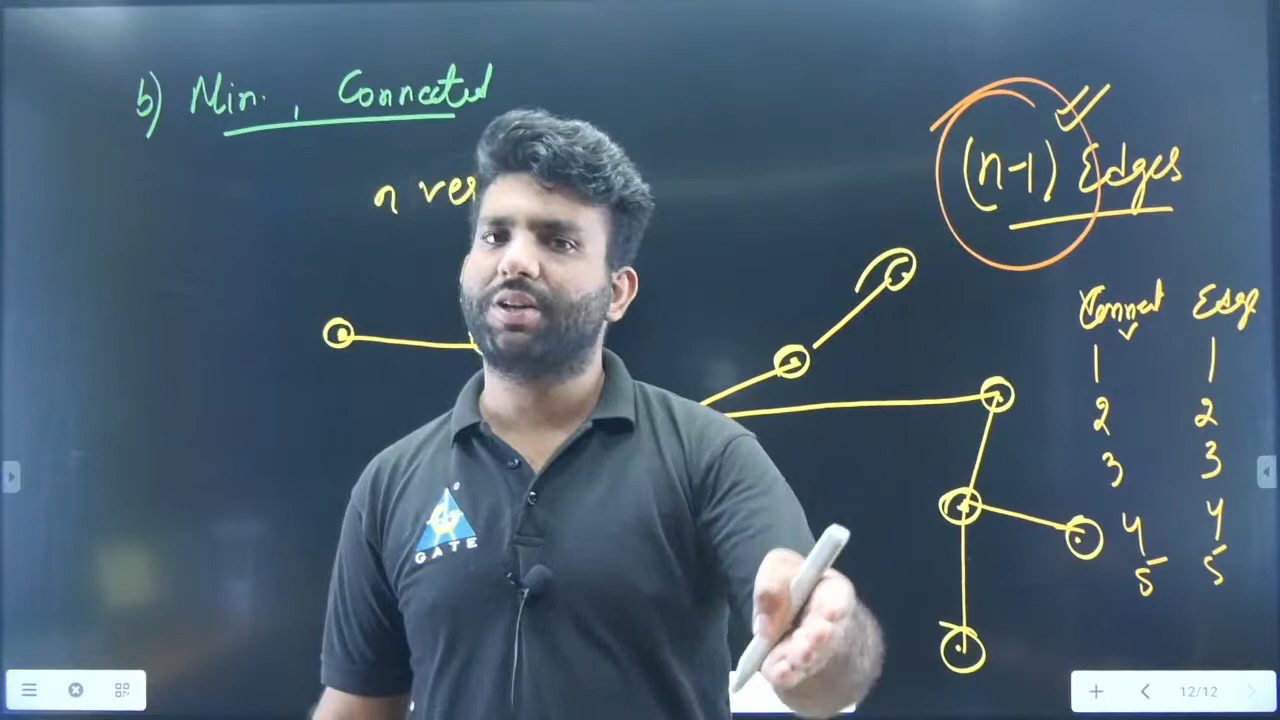 b) Min. , Connected
(n-1) Edges
n ver
Connect Edge
1 1
2 2
3 3
4 4
5 5
GATE
12/12